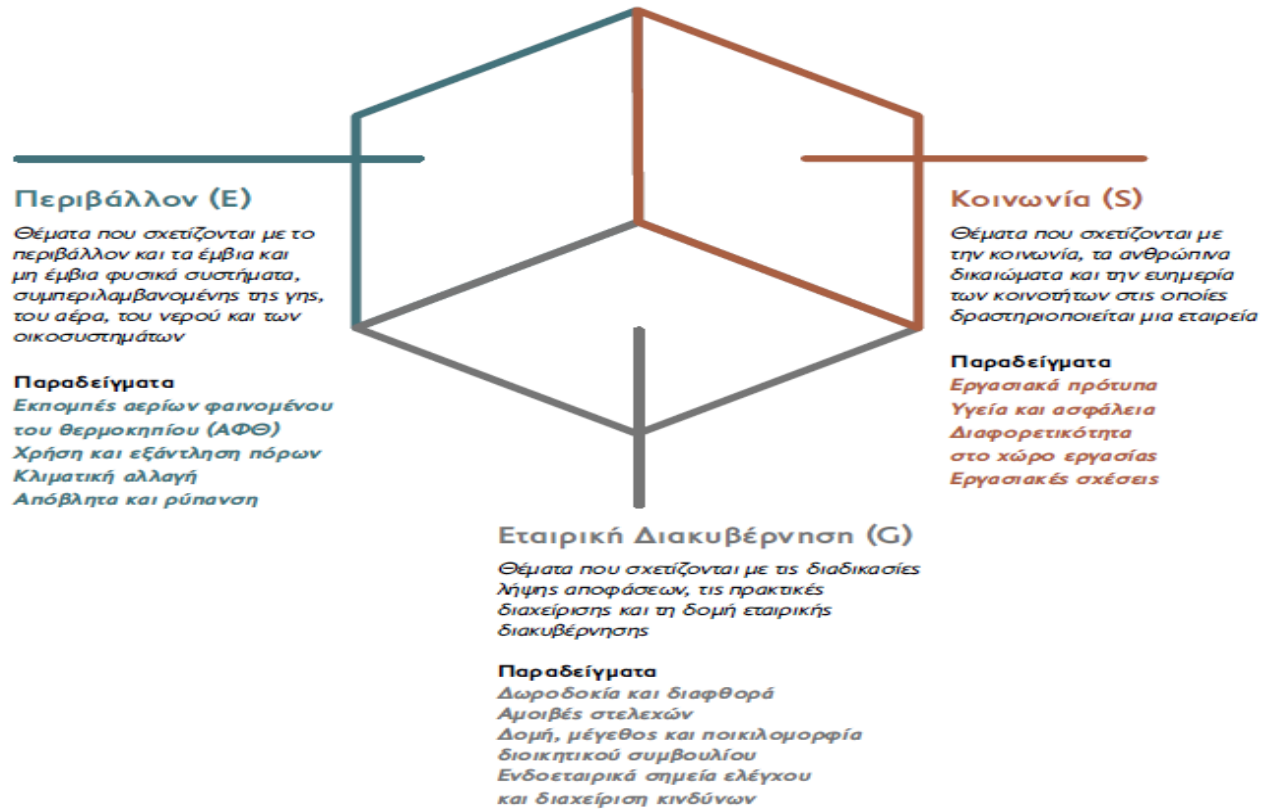 Περιβάλλον (E)
Θέματα που σχετίζονται με το
περιβάλλον και τα έμβια και
μη έμβια φυσικά συστήματα,
συμπεριλαμβανομένης της γης,
του αέρα, του νερού και των
οικοσυστημάτων
Παραδείγματα
Εκπομπές αερίων φαινομένου
του θερμοκηπίου (ΑΦΘ)
Χρήση και εξάντληση πόρων
Κλιματική αλλαγή
Απόβλητα και ρύπανση
Κοινωνία (S)
Θέματα που σχετίζονται με
την κοινωνία, τα ανθρώπινα
δικαιώματα και την ευημερία
των κοινοτήτων στις οποίες
δραστηριοποιείται μια εταιρεία
Παραδείγματα
Εργασιακά πρότυπα
Υγεία και ασφάλεια
Διαφορετικότητα
στο χώρο εργασίας
Εργασιακές σχέσεις
Εταιρική Διακυβέρνηση (G)
Θέματα που σχετίζονται με τις διαδικασίες
λήψης αποφάσεων, τις πρακτικές
διαχείρισης και τη δομή εταιρικής
διακυβέρνησης
Παραδείγματα
Δωροδοκία και διαφθορά
Αμοιβές στελεχών
Δομή, μέγεθος και ποικιλομορφία
διοικητικού συμβουλίου
Ενδοεταιρικά σημεία ελέγχου
και διαχείριση κινδύνων